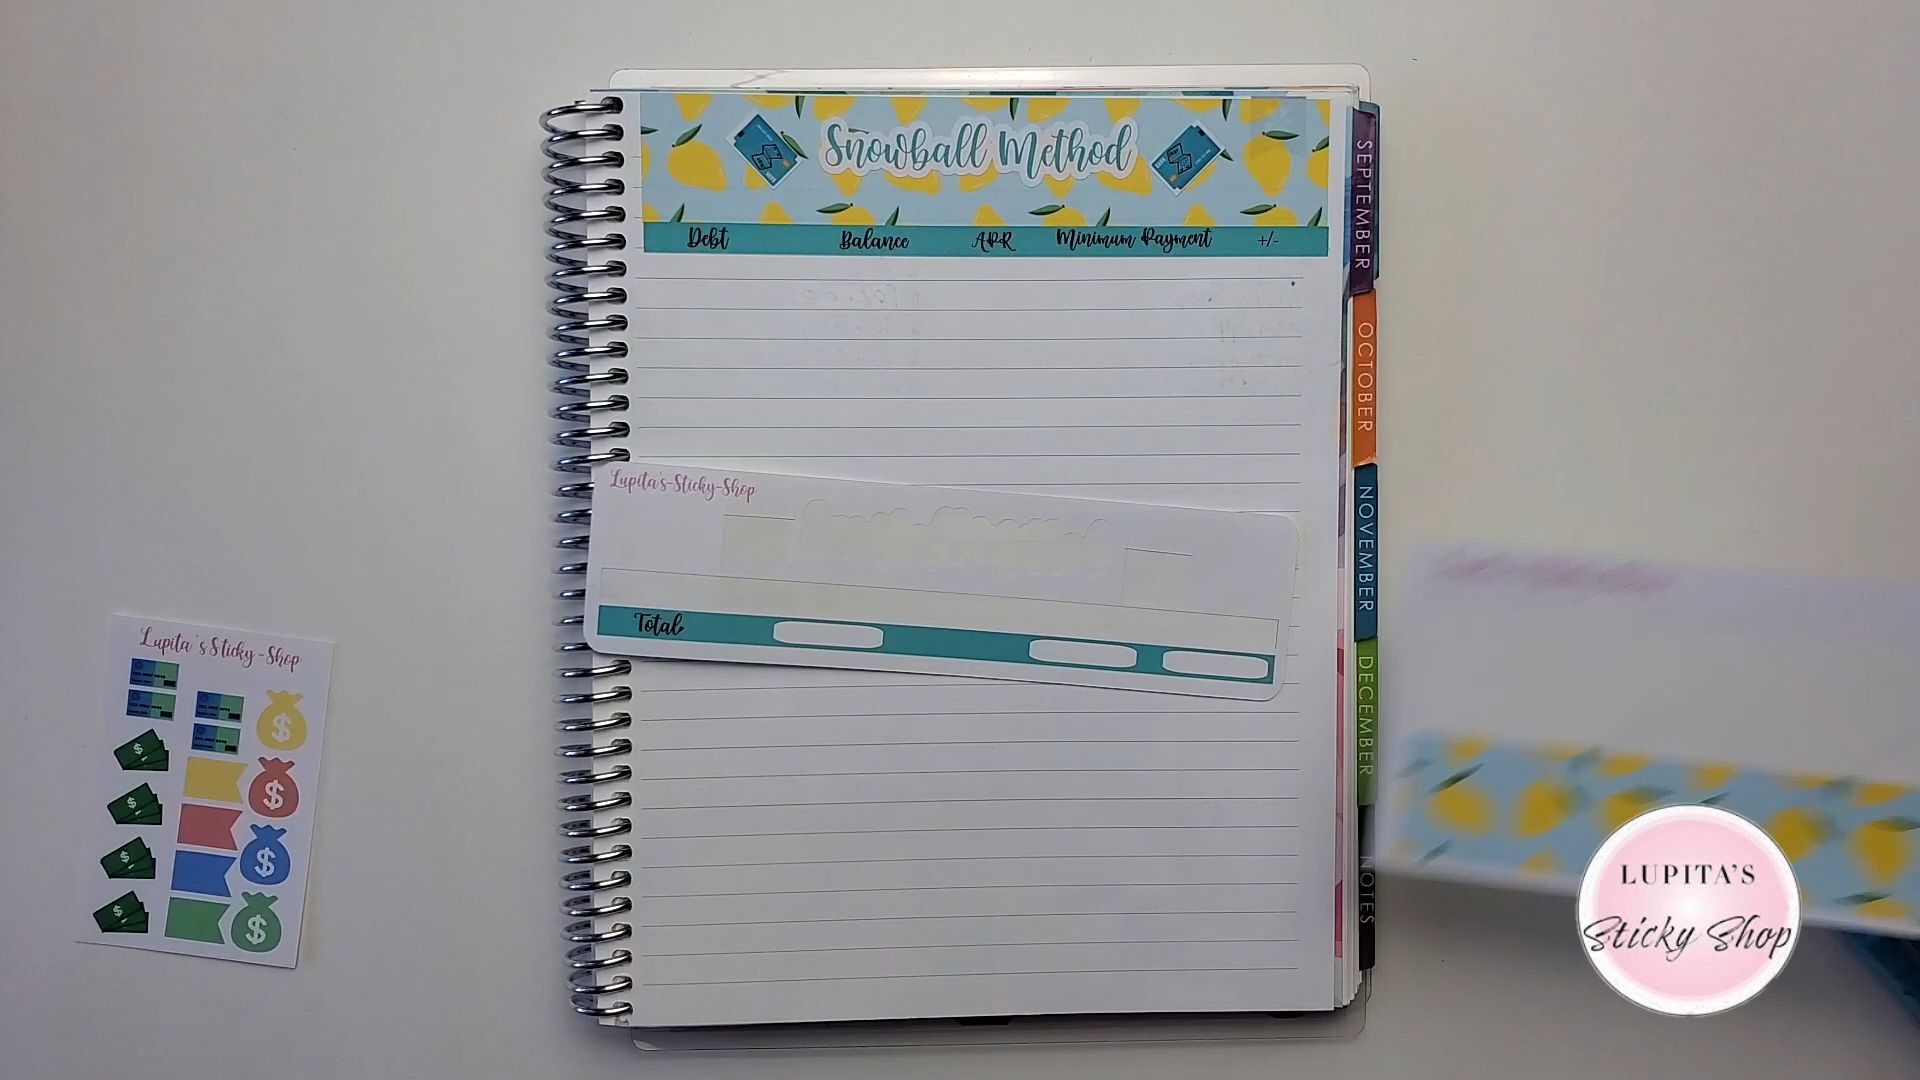 Snowball Method
Debt Balance APR Minimum Payment +/-
SEPTEMBER
OCTOBER
NOVEMBER
DECEMBER
NOTES
Lupita's-Sticky-Shop
Total
Lupita's Sticky-Shop
$
$
$
$
$
$
$
$
LUPITA'S
Sticky Shop